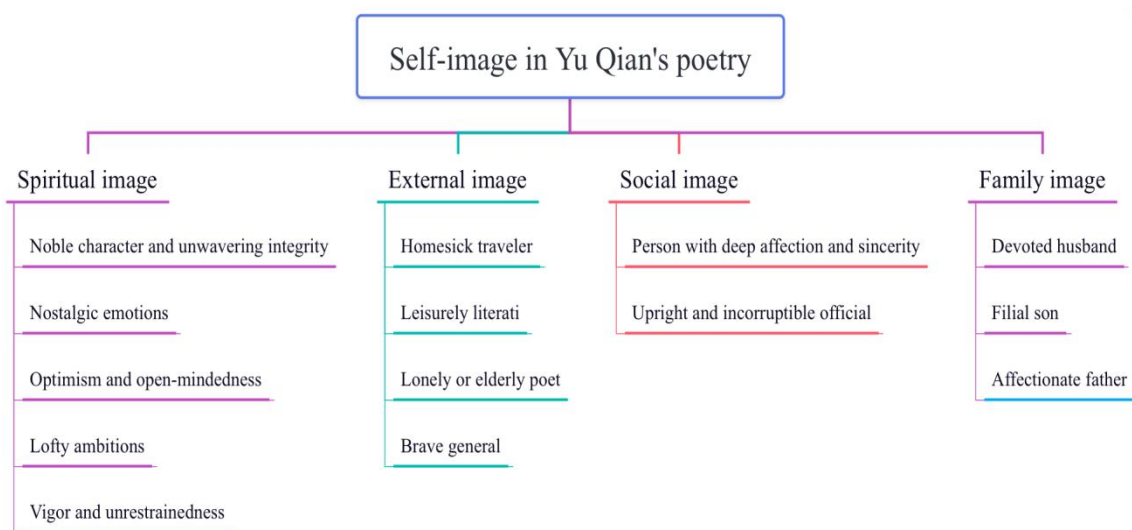 Self-image in Yu Qian's poetry
Spiritual image
Noble character and unwavering integrity
Nostalgic emotions
Optimism and open-mindedness
Lofty ambitions
Vigor and unrestrainedness
External image
Homesick traveler
Leisurely literati
Lonely or elderly poet
Brave general
Social image
Person with deep affection and sincerity
Upright and incorruptible official
Family image
Devoted husband
Filial son
Affectionate father